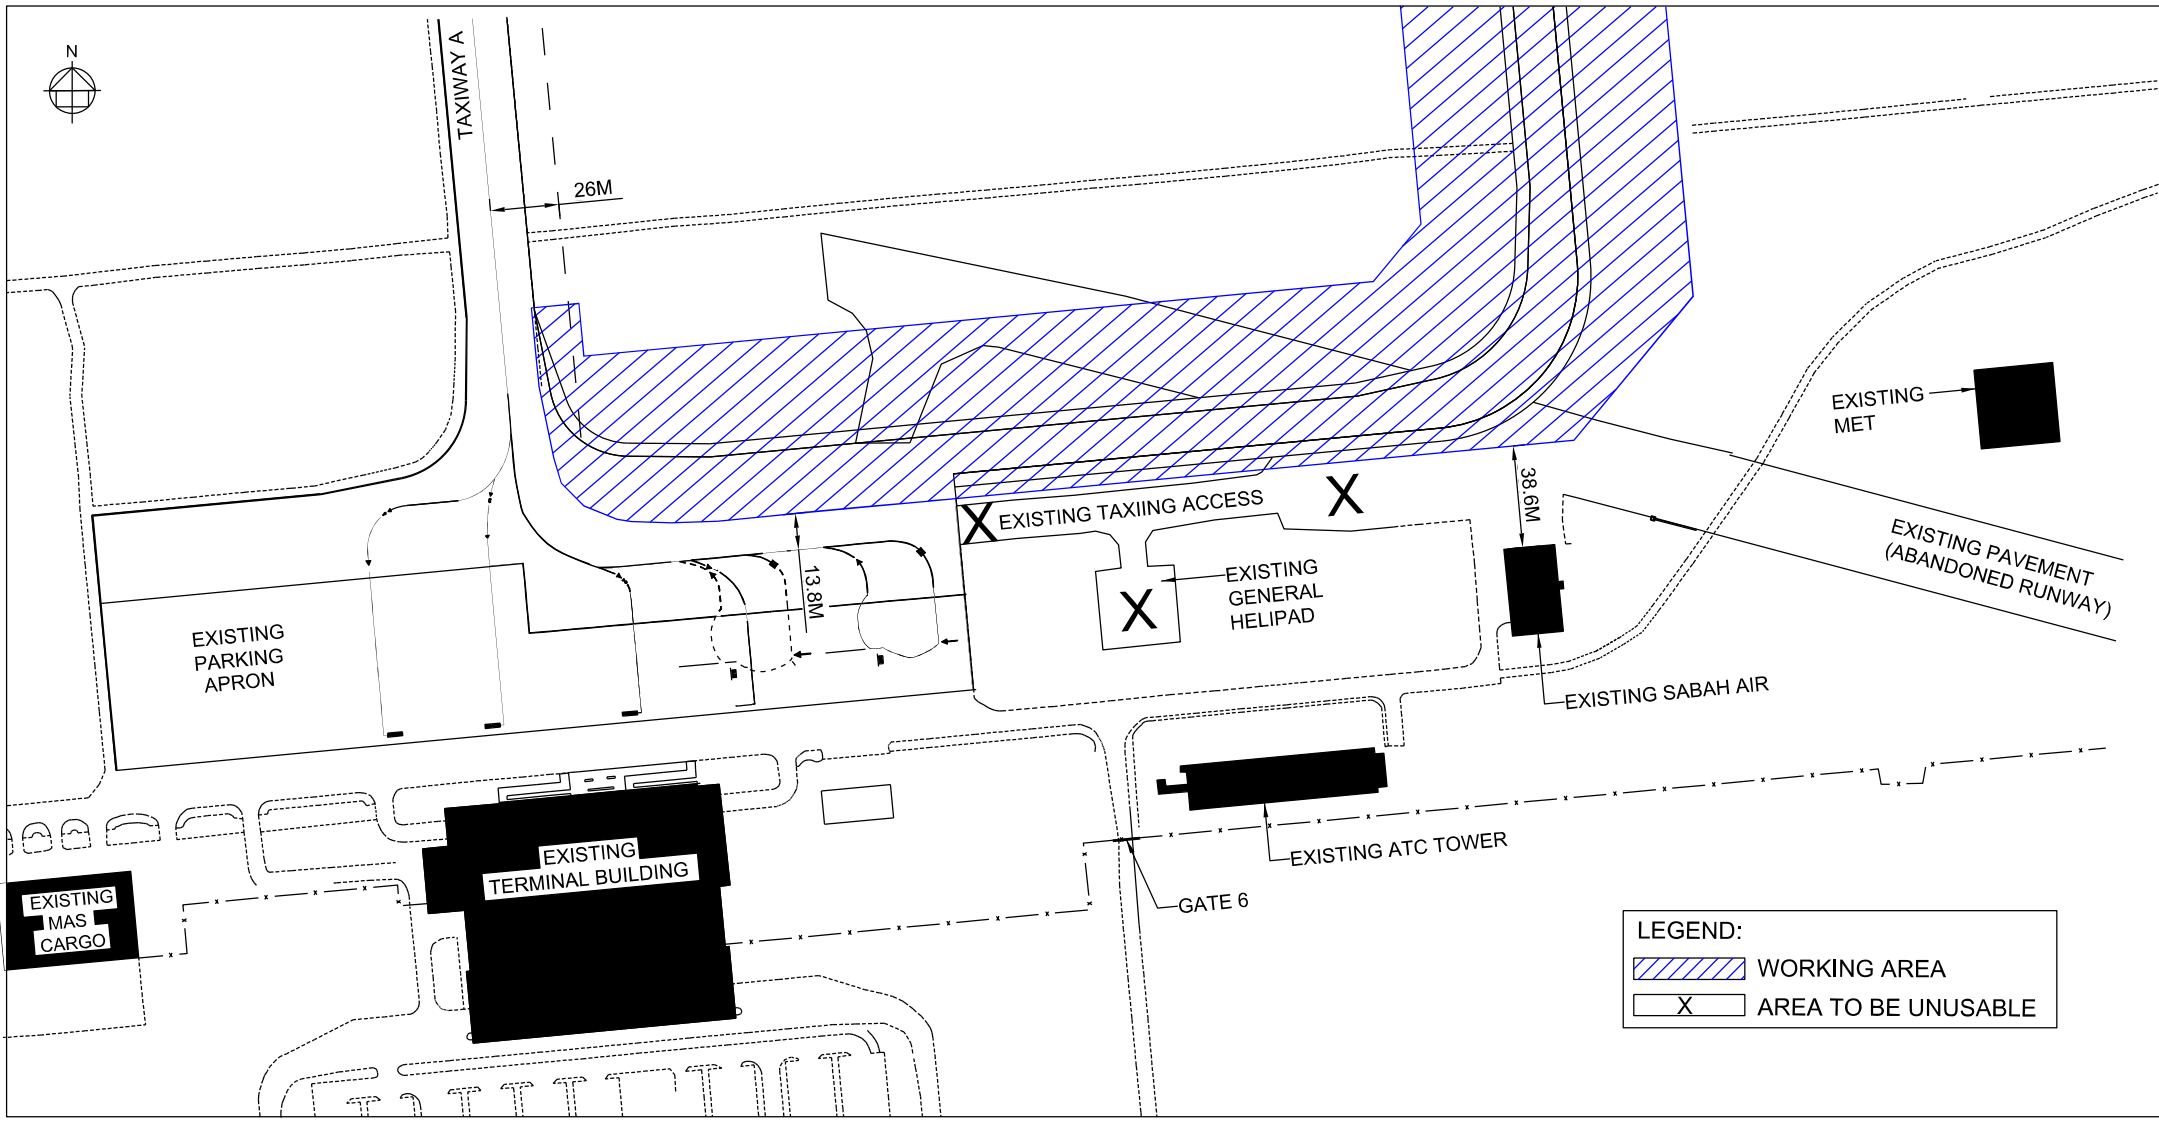 N
TAXIWAY A
26M
EXISTING
MET
38.6M
X
EXISTING TAXIING ACCESS
X
EXISTING PAVEMENT
(ABANDONED RUNWAY)
13.8M
EXISTING
GENERAL
HELIPAD
X
EXISTING
PARKING
APRON
EXISTING SABAH AIR
EXISTING
TERMINAL BUILDING
EXISTING ATC TOWER
GATE 6
EXISTING
MAS
CARGO
LEGEND:
WORKING AREA
X
AREA TO BE UNUSABLE